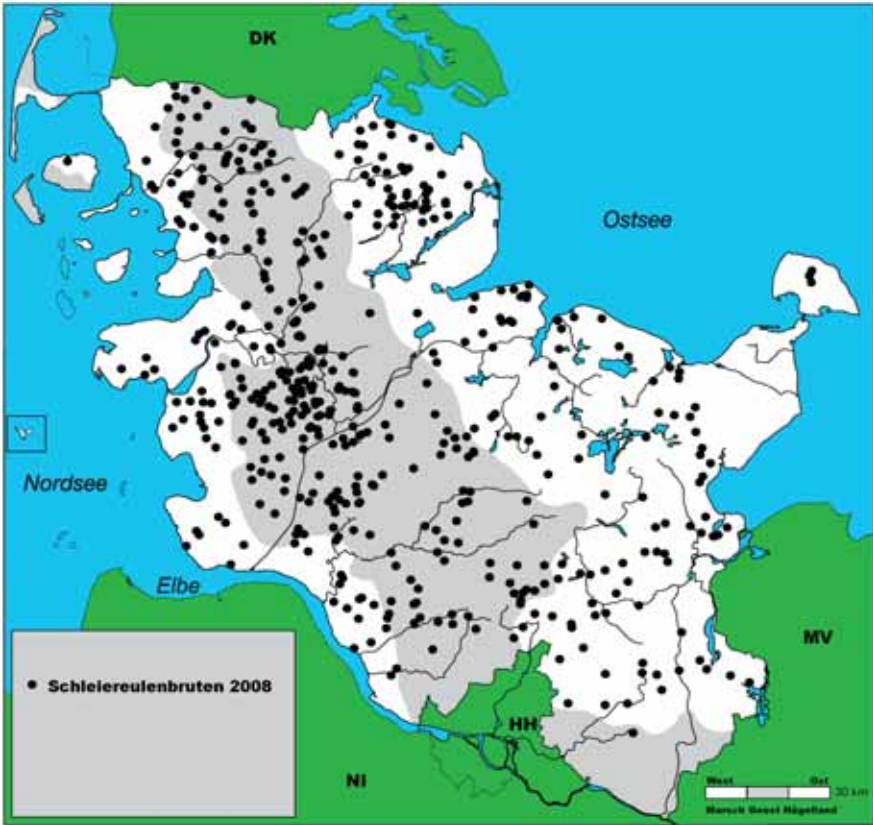 DK
Ostsee
Nordsee
Elbe
MV
Schleiereulenbruten 2008
HH
NI
West Ost
30 km
Marsch Geest Hügelland